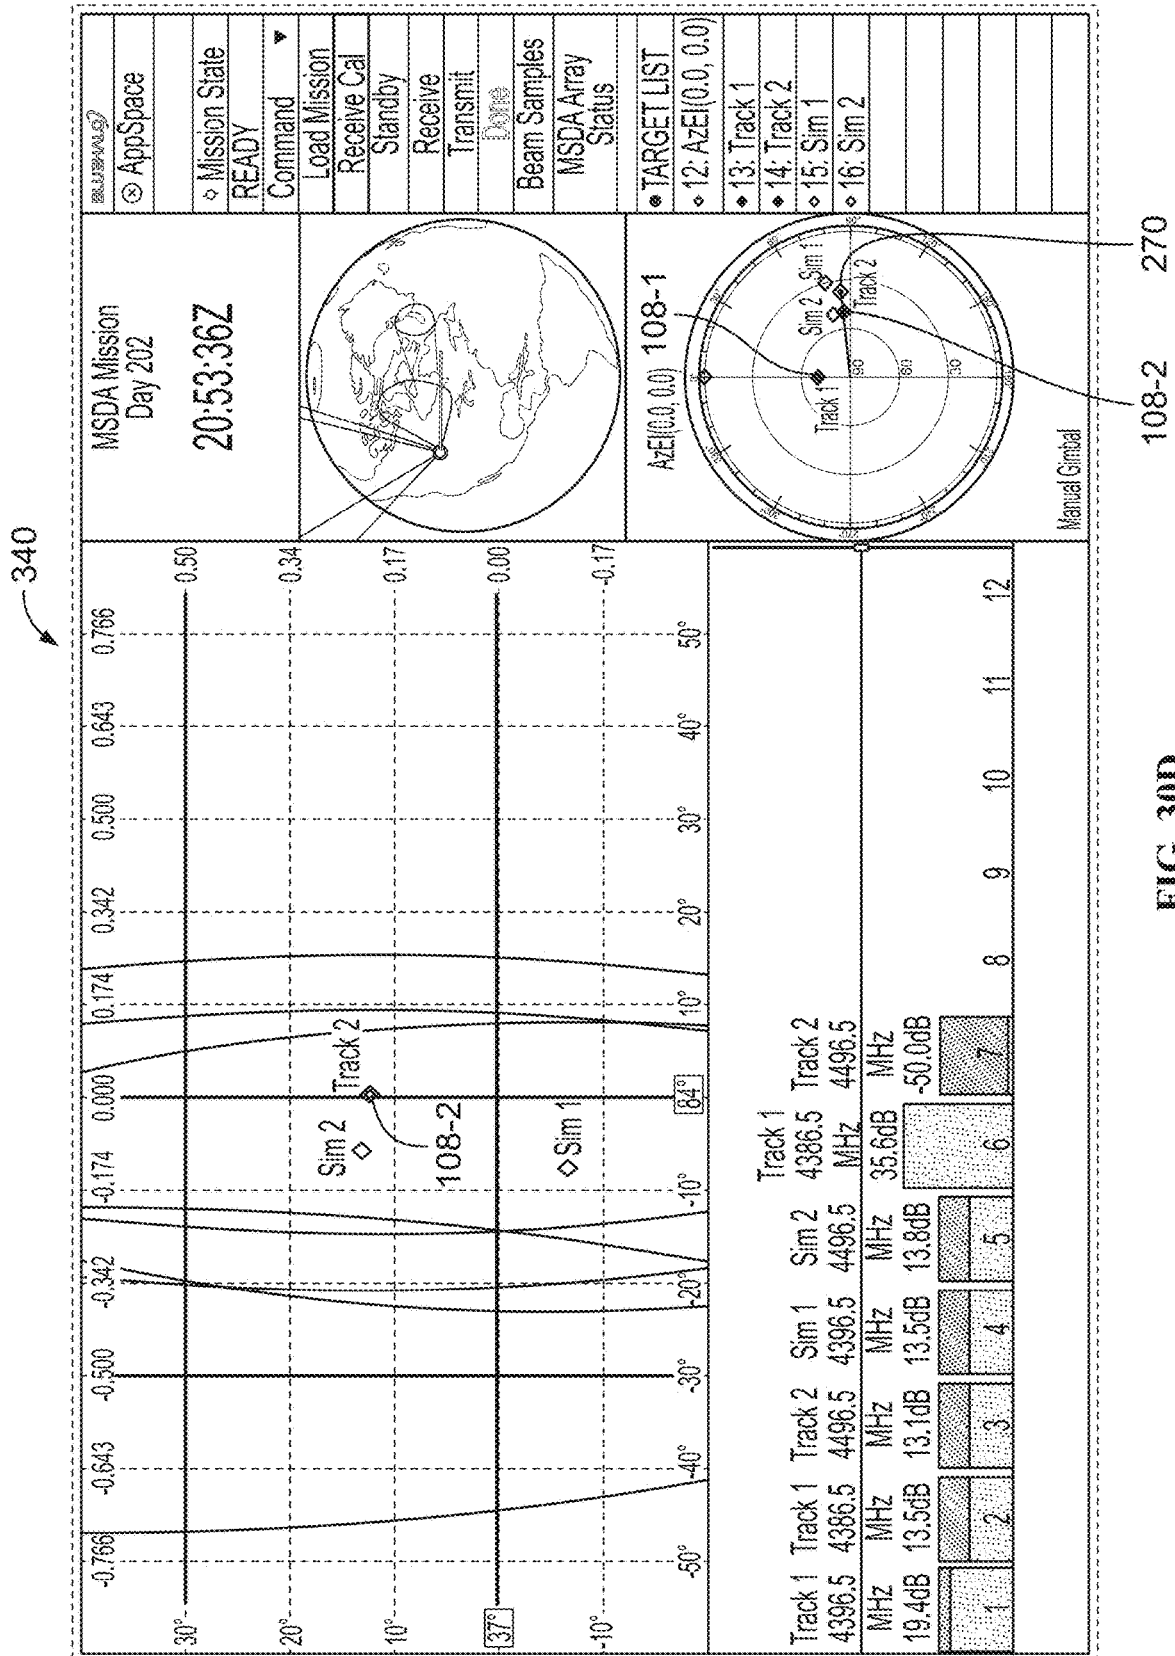 340
MSDA Mission
Day 202
20:53:36Z
BLUEHALO
AppSpace
Mission State
READY
Command
Load Mission
Receive Cal
Standby
Receive
Transmit
Done
Beam Samples
MSDA Array
Status
TARGET LIST
12: AzEl(0.0, 0.0)
13: Track 1
14: Track 2
15: Sim 1
16: Sim 2
-0.766 -0.643 -0.500 -0.342 -0.174 0.000 0.174 0.342 0.500 0.643 0.766
30° 0.50
20° 0.34
10° 0.17
37° 0.00
-10° -0.17
-50° -40° -30° -20° -10° 84° 10° 20° 30° 40° 50°
Sim 2
Track 2
108-2
Sim 1
AzEl(0.0, 0.0)
108-1
Track 1
Sim 2
Sim 1
Track 2
90
60
30
Manual Gimbal
108-2
270
Track 1
4396.5
MHz
19.4dB
1
Track 1
4386.5
MHz
13.5dB
2
Track 2
4496.5
MHz
13.1dB
3
Sim 1
4396.5
MHz
13.5dB
4
Sim 2
4496.5
MHz
13.8dB
5
Track 1
4386.5
MHz
35.6dB
6
Track 2
4496.5
MHz
-50.0dB
7
8 9 10 11 12
FIG. 30D